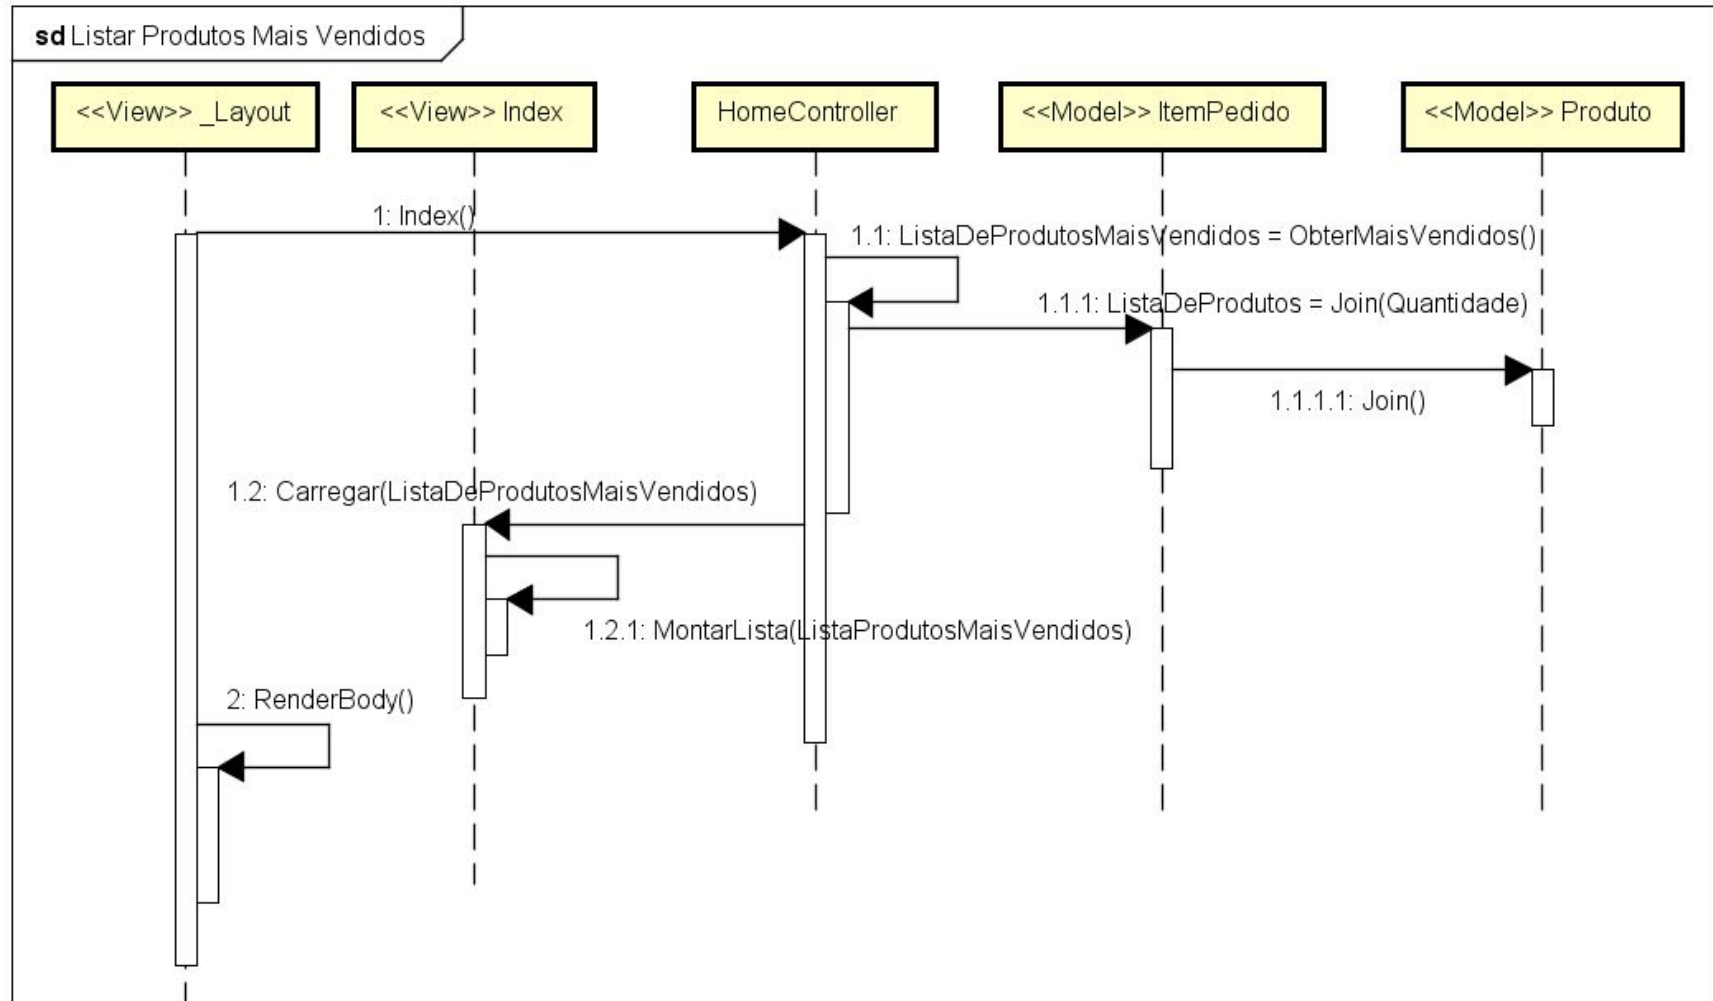 sd Listar Produtos Mais Vendidos
<<View>> _Layout
<<View>> Index
HomeController
<<Model>> ItemPedido
<<Model>> Produto
1: Index()
1.1: ListaDeProdutosMaisVendidos = ObterMaisVendidos()
1.1.1: ListaDeProdutos = Join(Quantidade)
1.1.1.1: Join()
1.2: Carregar(ListaDeProdutosMaisVendidos)
1.2.1: MontarLista(ListaProdutosMaisVendidos)
2: RenderBody()